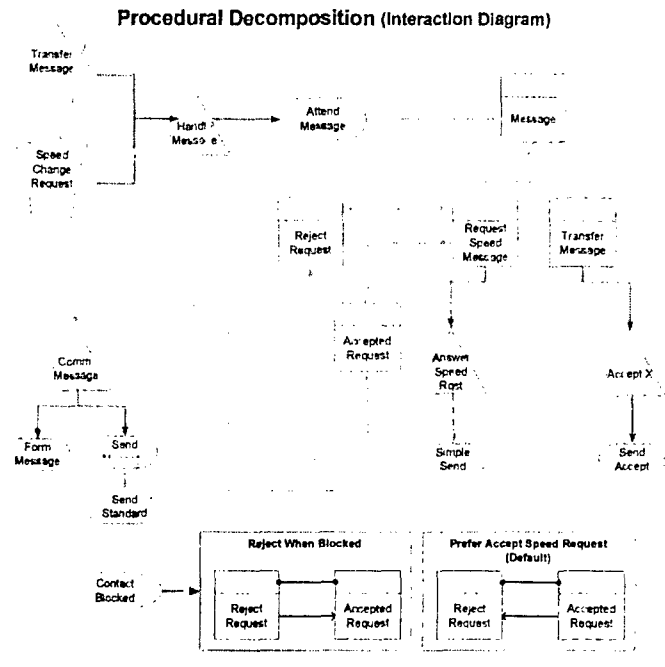 Procedural Decomposition (Interaction Diagram)
Transfer
Message
Speed
Change
Request
Attend
Message
Message
Reject
Request
Request
Speed
Message
Transfer
Message
Accepted
Request
Comm
Message
Answer
Speed
Rqst
Accept X
Form
Message
Send
Send
Standard
Simple
Send
Send
Accept
Contact
Blocked
Reject When Blocked
Reject
Request
Accepted
Request
Prefer Accept Speed Request
(Default)
Reject
Request
Accepted
Request